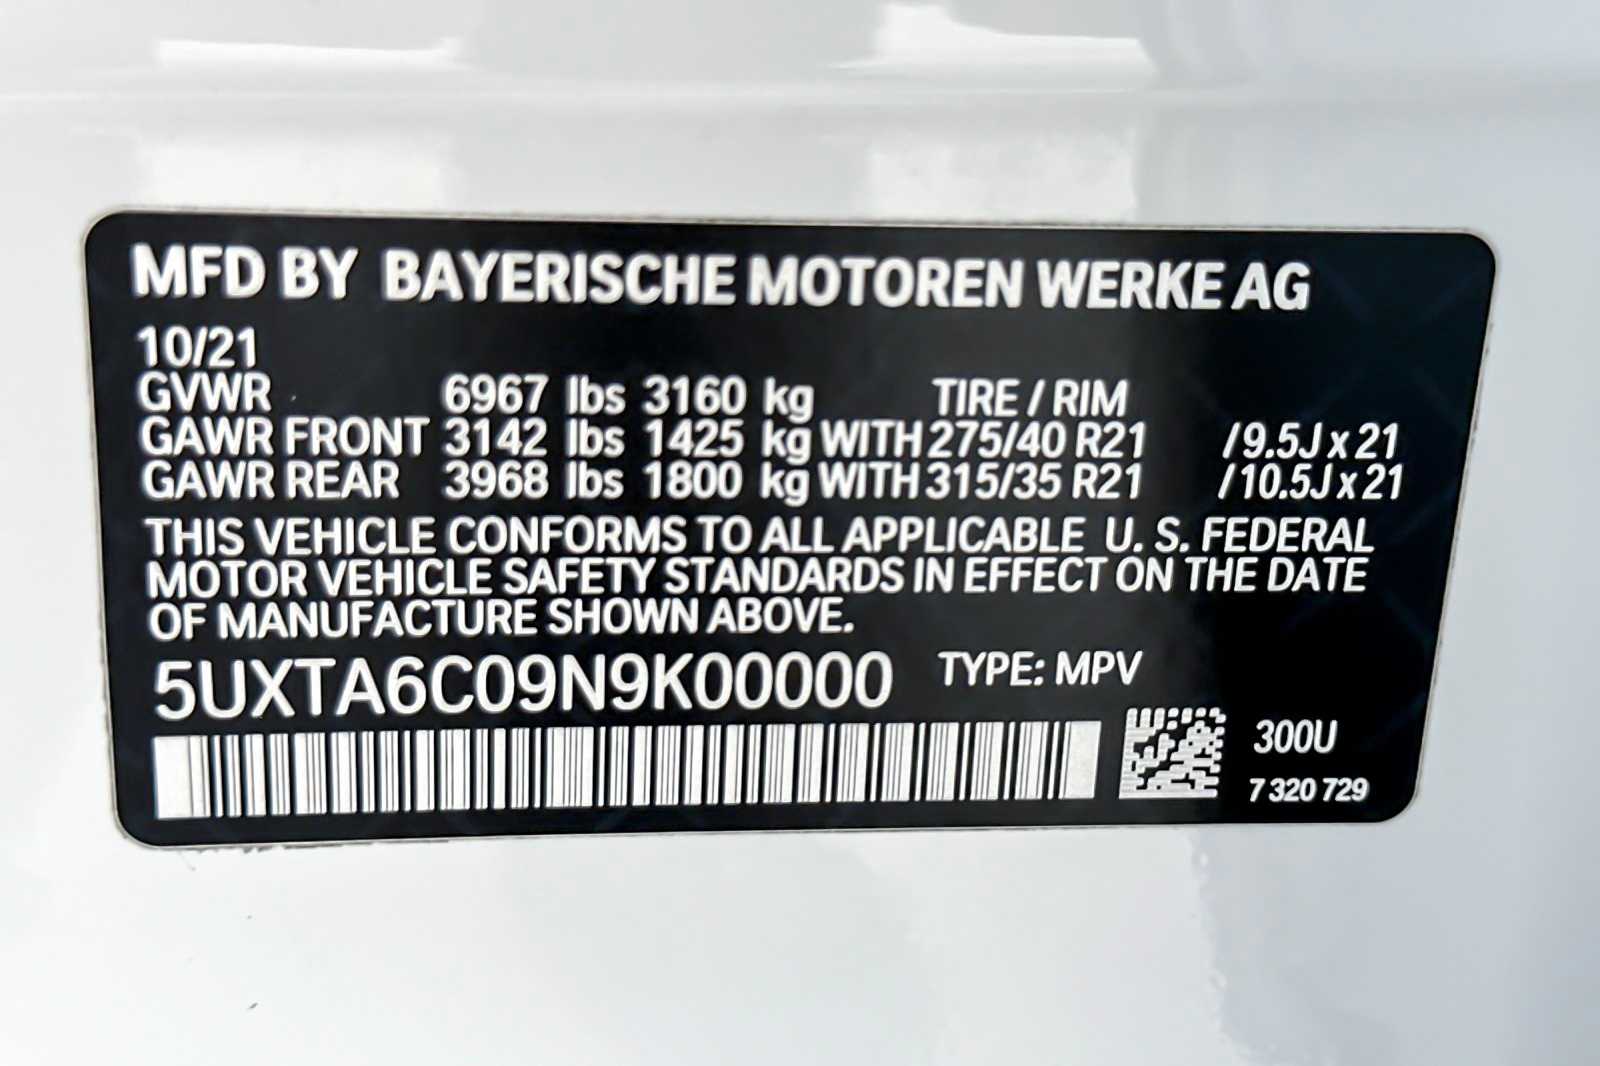 MFD BY BAYERISCHE MOTOREN WERKE AG
10/21
GVWR 6967 lbs 3160 kg TIRE / RIM
GAWR FRONT 3142 lbs 1425 kg WITH 275/40 R21 /9.5J x 21
GAWR REAR 3968 lbs 1800 kg WITH 315/35 R21 /10.5J x 21
THIS VEHICLE CONFORMS TO ALL APPLICABLE U. S. FEDERAL
MOTOR VEHICLE SAFETY STANDARDS IN EFFECT ON THE DATE
OF MANUFACTURE SHOWN ABOVE.
5UXTA6C09N9K00000 TYPE: MPV
300U
7 320 729